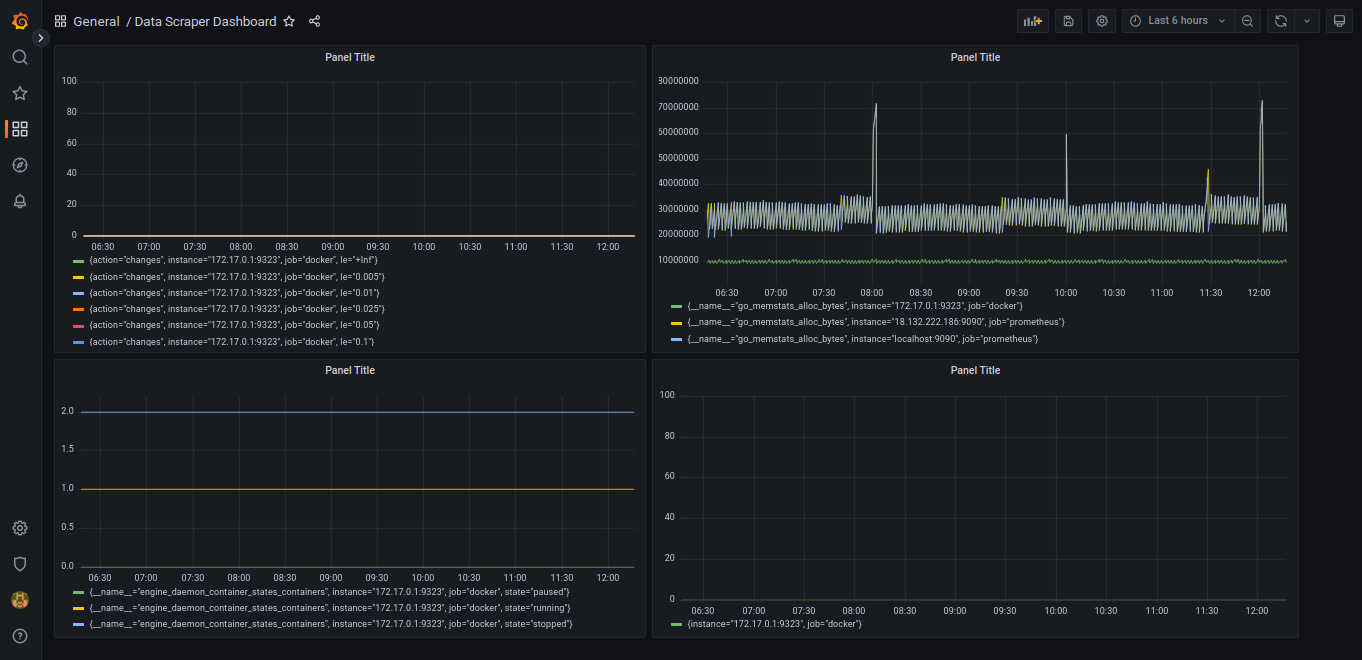 General / Data Scraper Dashboard
Last 6 hours
Panel Title
100
80
60
40
20
0
06:30 07:00 07:30 08:00 08:30 09:00 09:30 10:00 10:30 11:00 11:30 12:00
{action="changes", instance="172.17.0.1:9323", job="docker", le="+Inf"}
{action="changes", instance="172.17.0.1:9323", job="docker", le="0.005"}
{action="changes", instance="172.17.0.1:9323", job="docker", le="0.01"}
{action="changes", instance="172.17.0.1:9323", job="docker", le="0.025"}
{action="changes", instance="172.17.0.1:9323", job="docker", le="0.05"}
{action="changes", instance="172.17.0.1:9323", job="docker", le="0.1"}
Panel Title
80000000
70000000
60000000
50000000
40000000
30000000
20000000
10000000
06:30 07:00 07:30 08:00 08:30 09:00 09:30 10:00 10:30 11:00 11:30 12:00
{__name__="go_memstats_alloc_bytes", instance="172.17.0.1:9323", job="docker"}
{__name__="go_memstats_alloc_bytes", instance="18.132.222.186:9090", job="prometheus"}
{__name__="go_memstats_alloc_bytes", instance="localhost:9090", job="prometheus"}
Panel Title
2.0
1.5
1.0
0.5
0.0
06:30 07:00 07:30 08:00 08:30 09:00 09:30 10:00 10:30 11:00 11:30 12:00
{__name__="engine_daemon_container_states_containers", instance="172.17.0.1:9323", job="docker", state="paused"}
{__name__="engine_daemon_container_states_containers", instance="172.17.0.1:9323", job="docker", state="running"}
{__name__="engine_daemon_container_states_containers", instance="172.17.0.1:9323", job="docker", state="stopped"}
Panel Title
100
80
60
40
20
0
06:30 07:00 07:30 08:00 08:30 09:00 09:30 10:00 10:30 11:00 11:30 12:00
{instance="172.17.0.1:9323", job="docker"}